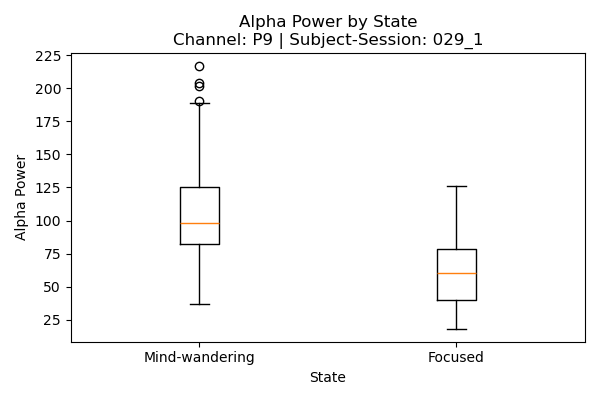 Alpha Power by State
Channel: P9 | Subject-Session: 029_1
225
200
175
150
125
100
75
50
25
Alpha Power
Mind-wandering
Focused
State